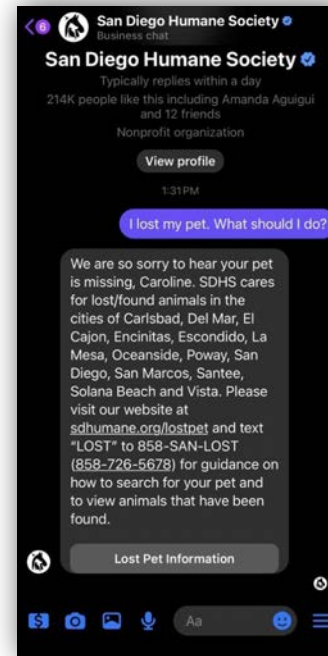 6
San Diego Humane Society
Business chat
San Diego Humane Society
Typically replies within a day
214K people like this including Amanda Aguigui
and 12 friends
Nonprofit organization
View profile
1:31 PM
I lost my pet. What should I do?
We are so sorry to hear your pet
is missing, Caroline. SDHS cares
for lost/found animals in the
cities of Carlsbad, Del Mar, El
Cajon, Encinitas, Escondido, La
Mesa, Oceanside, Poway, San
Diego, San Marcos, Santee,
Solana Beach and Vista. Please
visit our website at
sdhumane.org/lostpet and text
"LOST" to 858-SAN-LOST
(858-726-5678) for guidance on
how to search for your pet and
to view animals that have been
found.
Lost Pet Information
Aa